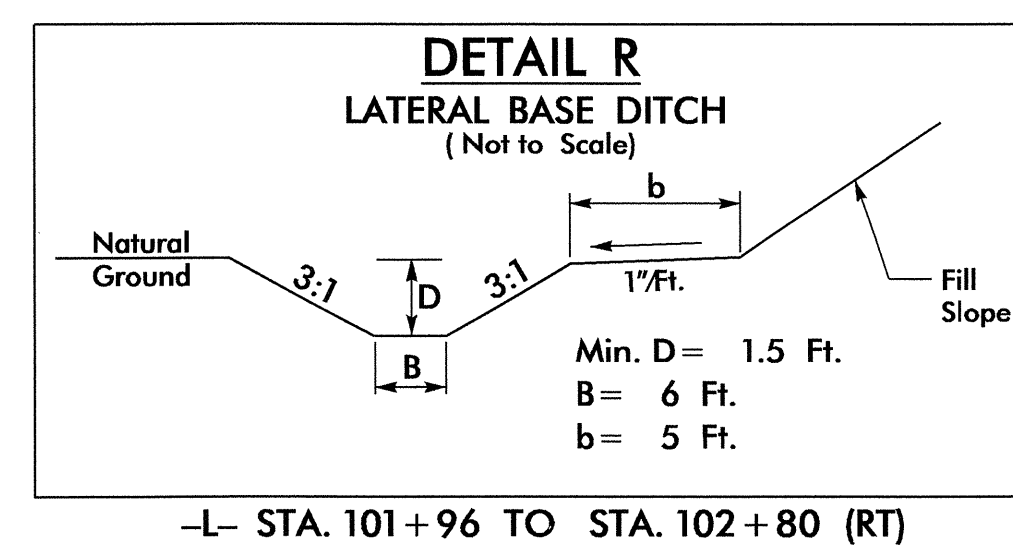 DETAIL R
LATERAL BASE DITCH
( Not to Scale)
b
Natural
Ground
3:1
D
3:1
1"/Ft.
Fill
Slope
B
Min. D= 1.5 Ft.
B= 6 Ft.
b= 5 Ft.
-L- STA. 101+96 TO STA. 102+80 (RT)